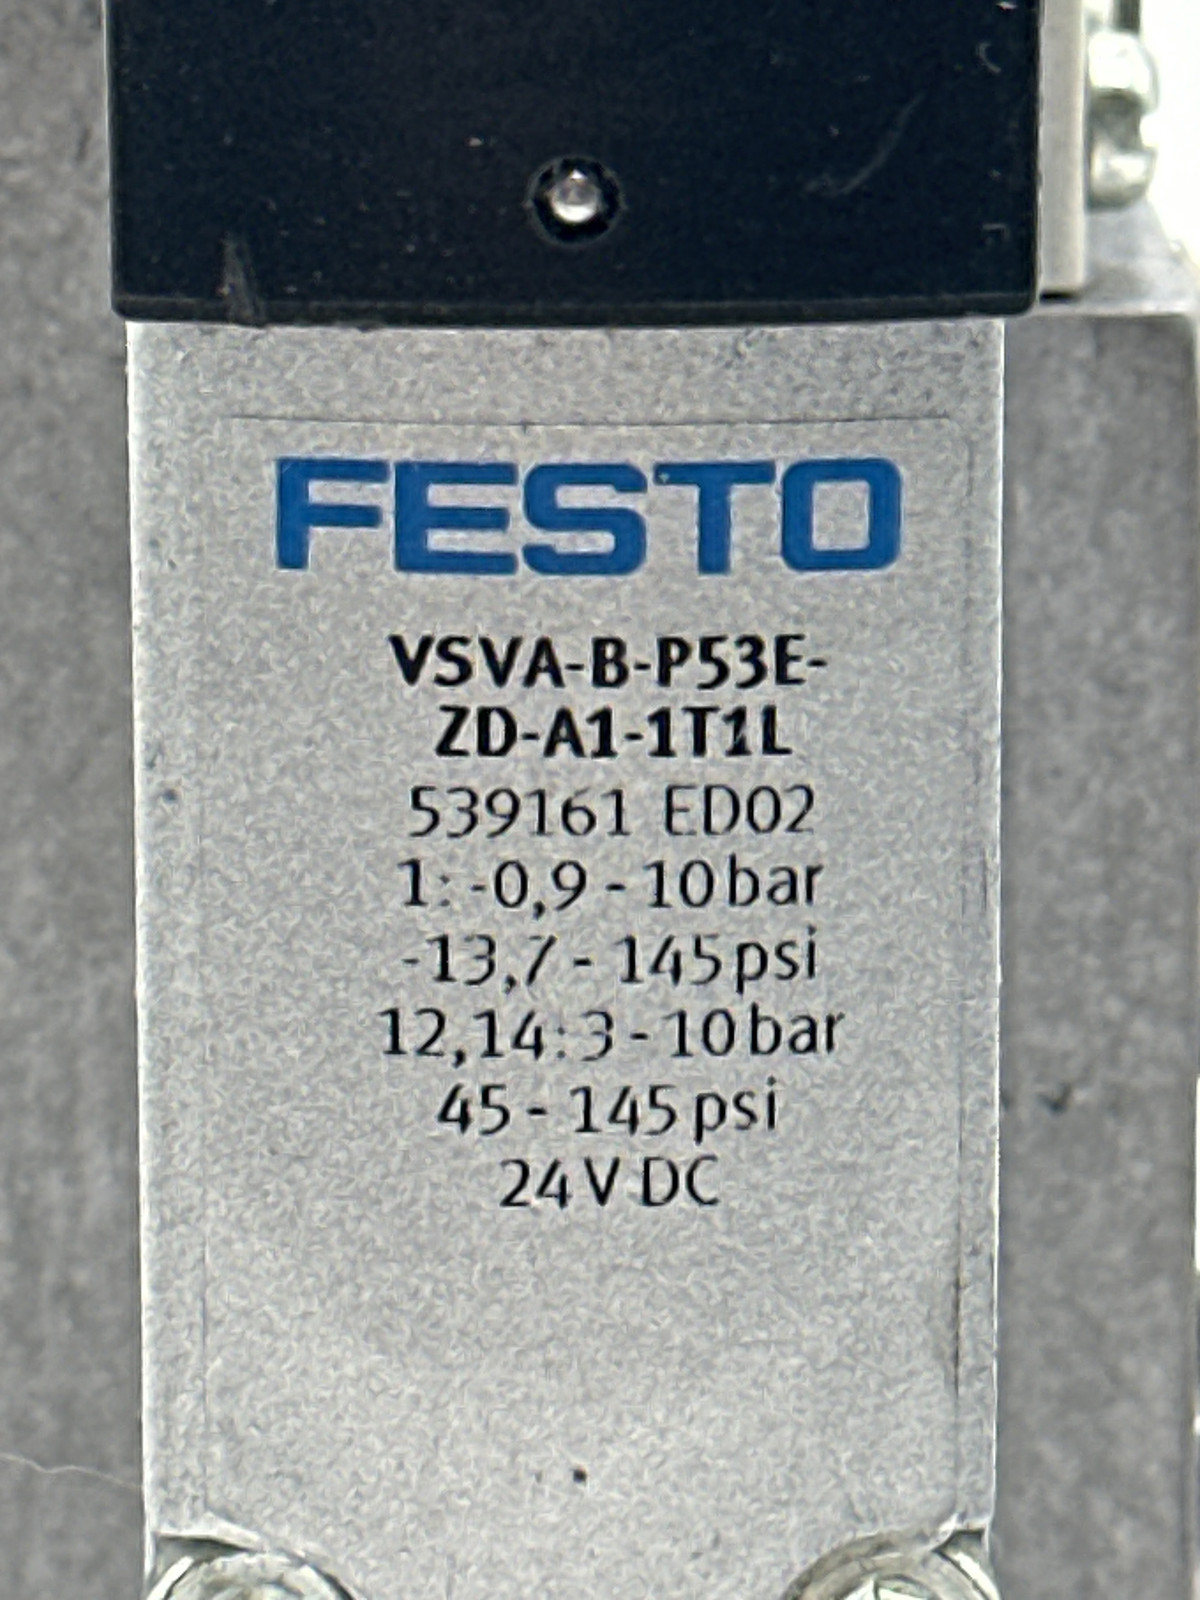 FESTO
VSVA-B-P53E-
ZD-A1-1T1L
539161 ED02
1: -0,9 - 10 bar
-13,7 - 145 psi
12,14: 3 - 10 bar
45 - 145 psi
24 V DC